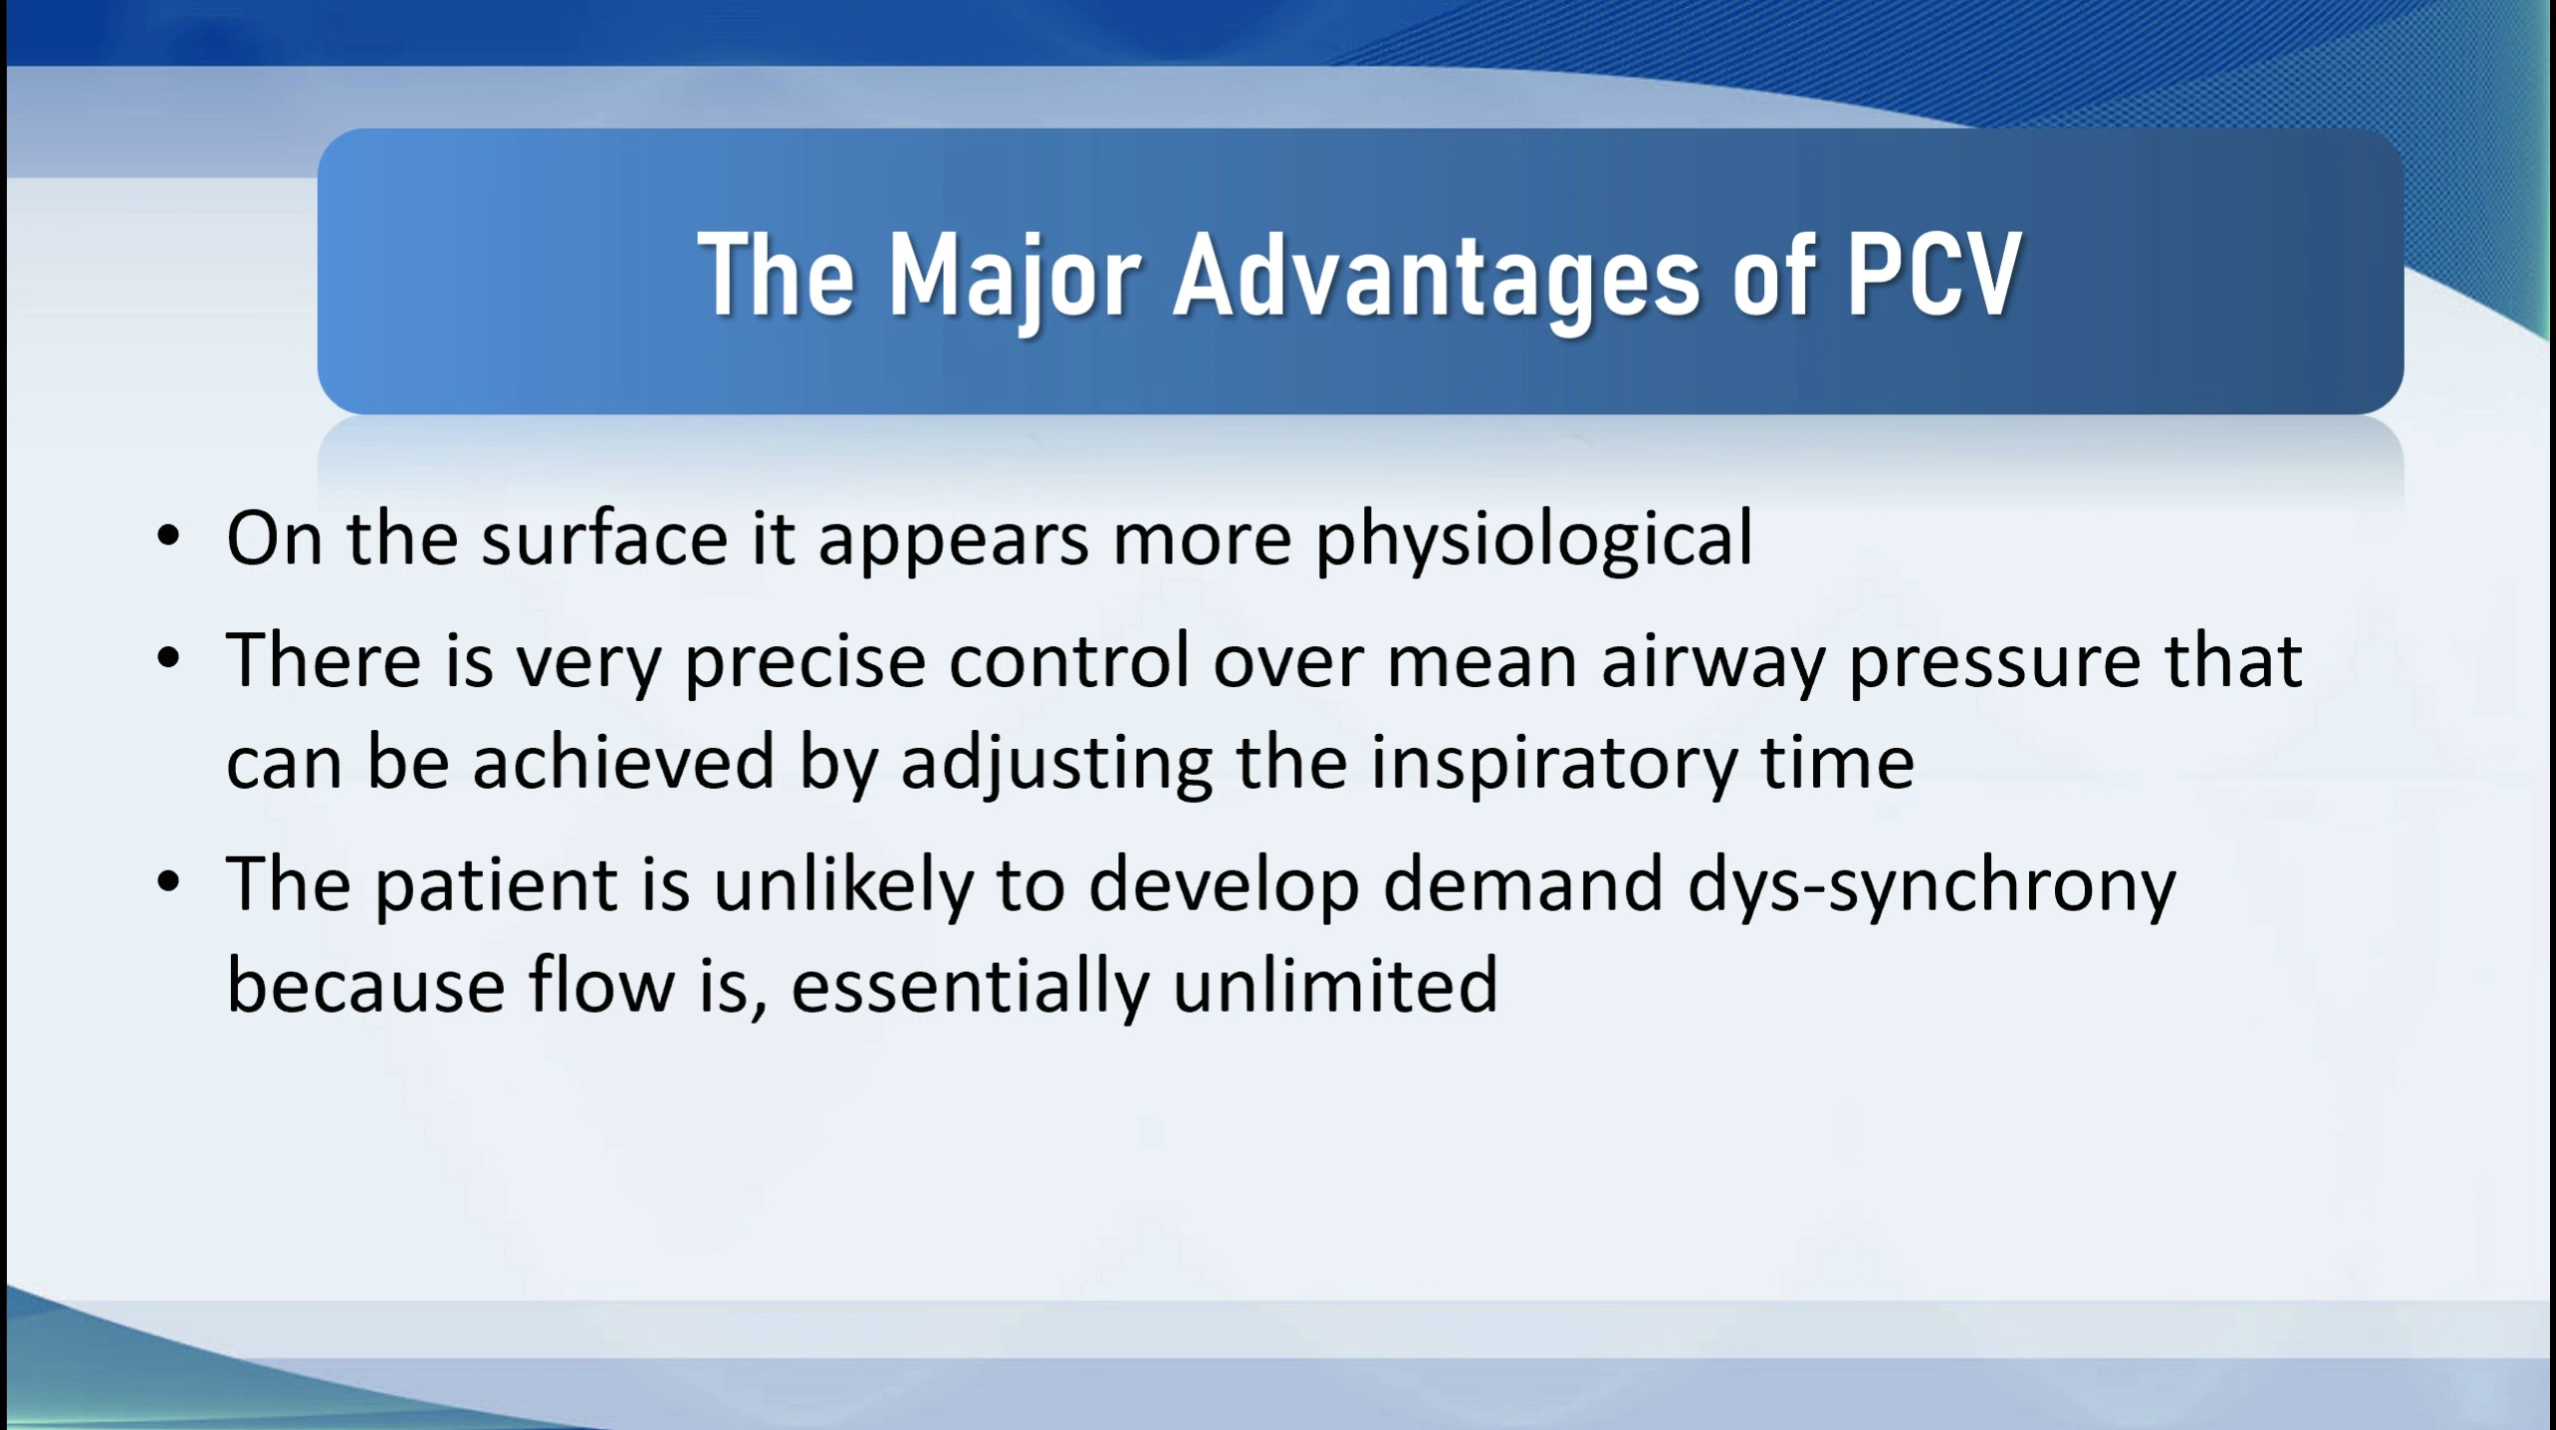 The Major Advantages of PCV
• On the surface it appears more physiological
• There is very precise control over mean airway pressure that
can be achieved by adjusting the inspiratory time
• The patient is unlikely to develop demand dys-synchrony
because flow is, essentially unlimited